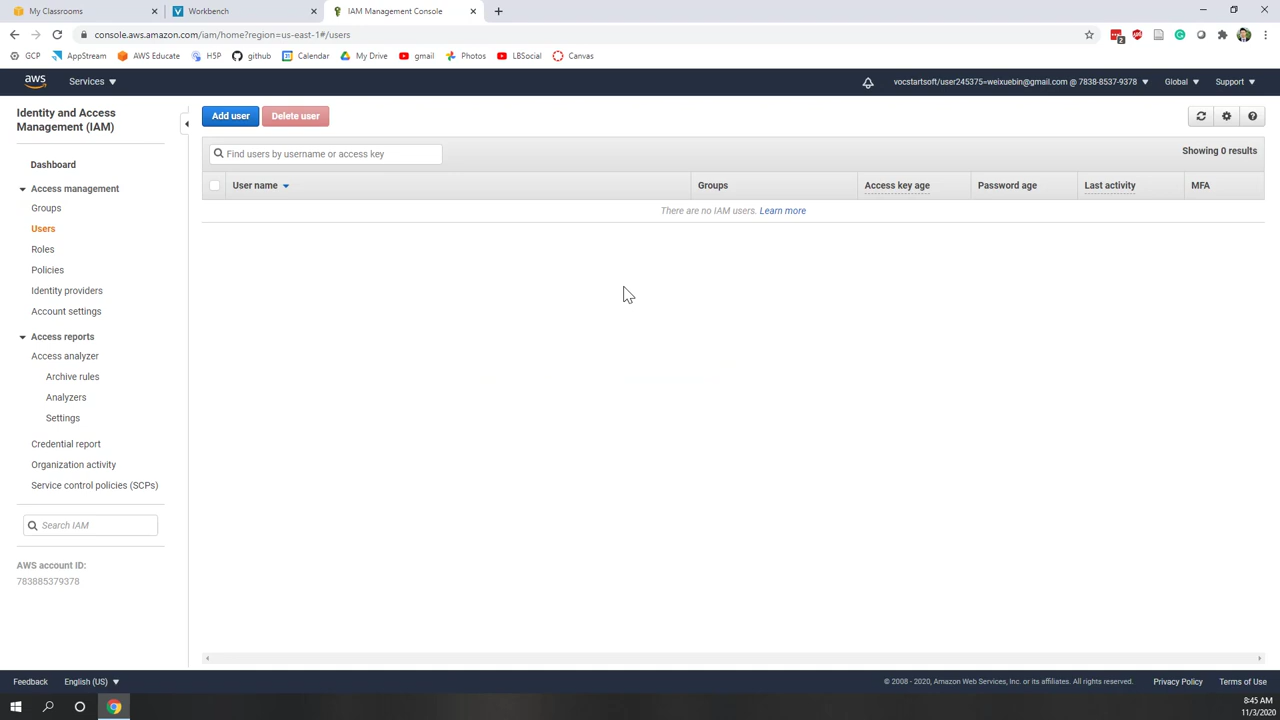 My Classrooms
Workbench
IAM Management Console
console.aws.amazon.com/iam/home?region=us-east-1#/users
2
GCP
AppStream
AWS Educate
H5P
github
Calendar
My Drive
gmail
Photos
LBSocial
Canvas
aws
Services
vocstartsoft/user245375=weixuebin@gmail.com @ 7838-8537-9378
Global
Support
Identity and Access
Management (IAM)
Dashboard
Access management
Groups
Users
Roles
Policies
Identity providers
Account settings
Access reports
Access analyzer
Archive rules
Analyzers
Settings
Credential report
Organization activity
Service control policies (SCPs)
Search IAM
AWS account ID:
783885379378
Add user
Delete user
Find users by username or access key
Showing 0 results
User name
Groups
Access key age
Password age
Last activity
MFA
There are no IAM users. Learn more
Feedback
English (US)
© 2008 - 2020, Amazon Web Services, Inc. or its affiliates. All rights reserved.
Privacy Policy
Terms of Use
8:45 AM
11/3/2020